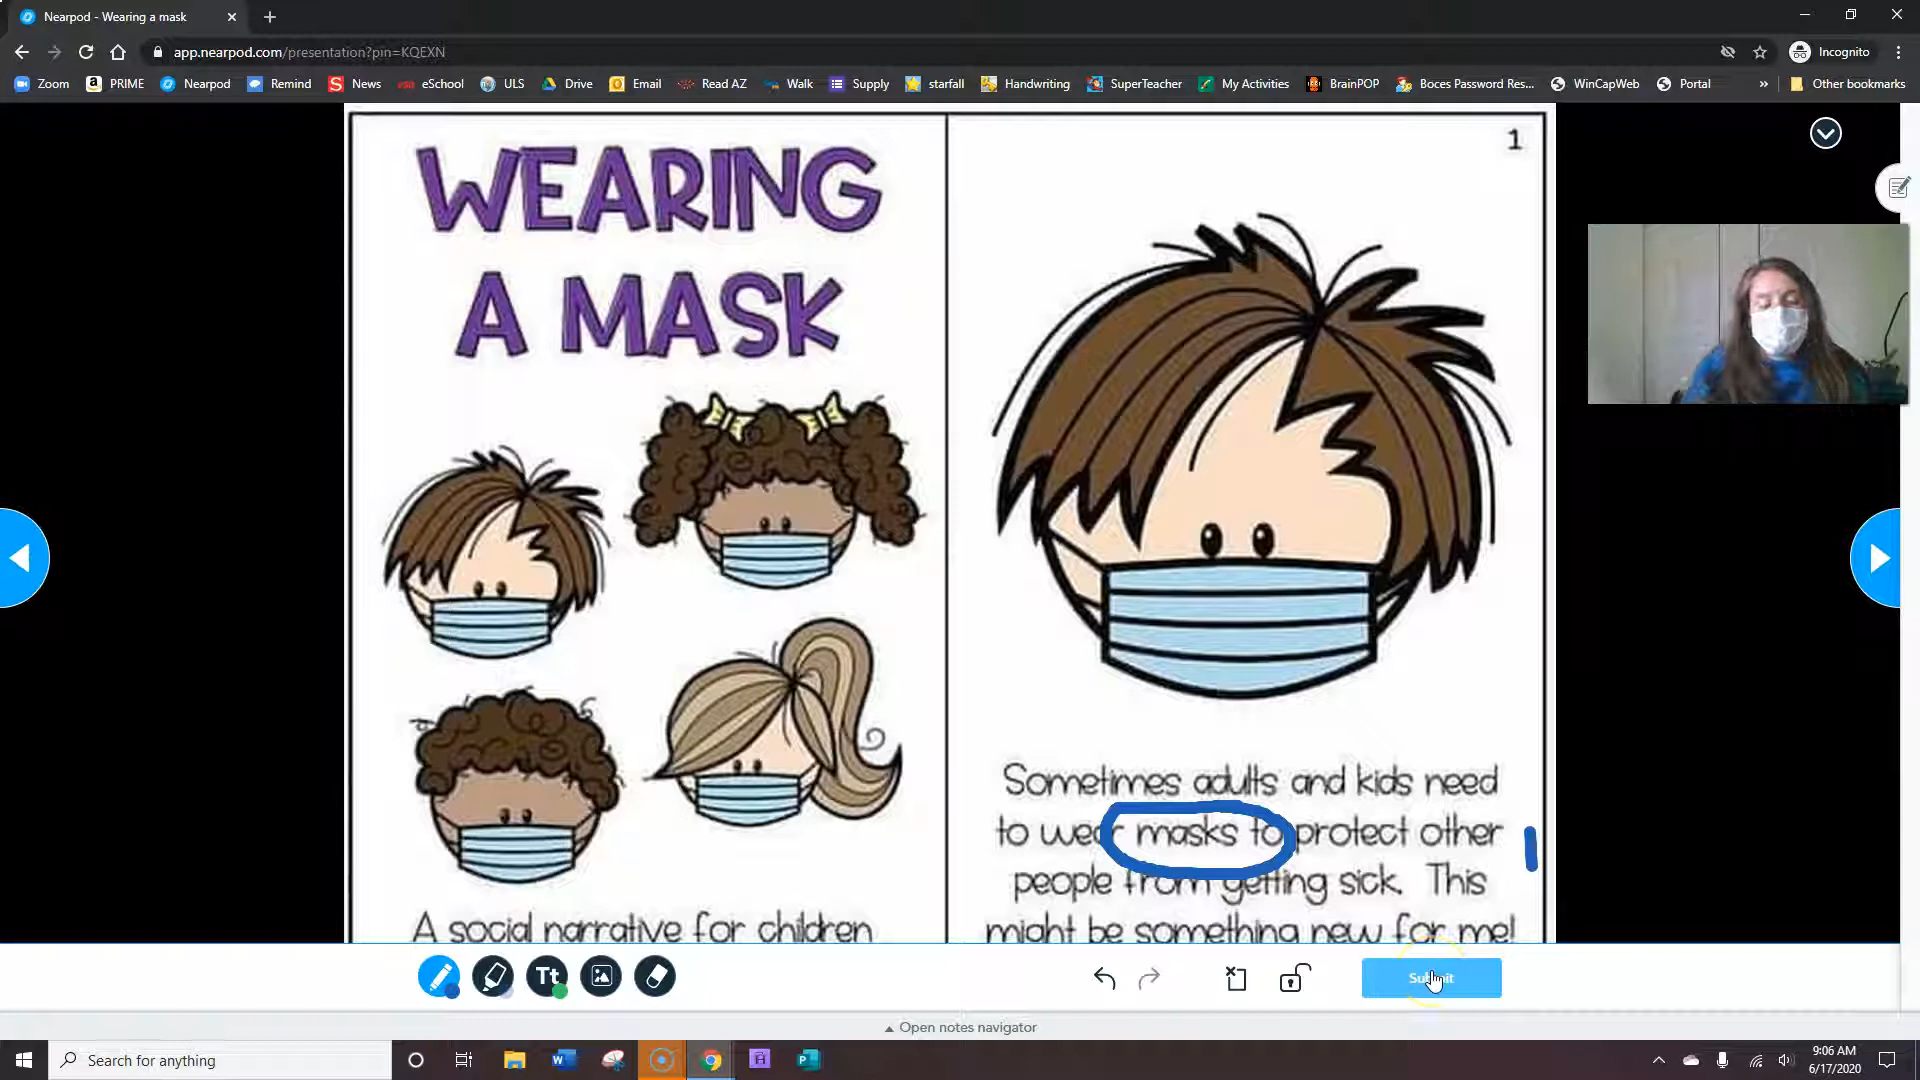 Nearpod - Wearing a mask
app.nearpod.com/presentation?pin=KQEXN
Incognito
Zoom PRIME Nearpod Remind News eSchool ULS Drive Email Read AZ Walk Supply starfall Handwriting SuperTeacher My Activities BrainPOP Boces Password Res... WinCapWeb Portal » Other bookmarks
WEARING
A MASK
A social narrative for children
1
Sometimes adults and kids need
to wear masks to protect other
people from getting sick. This
might be something new for me!
Tt
Submit
Open notes navigator
Search for anything
9:06 AM
6/17/2020